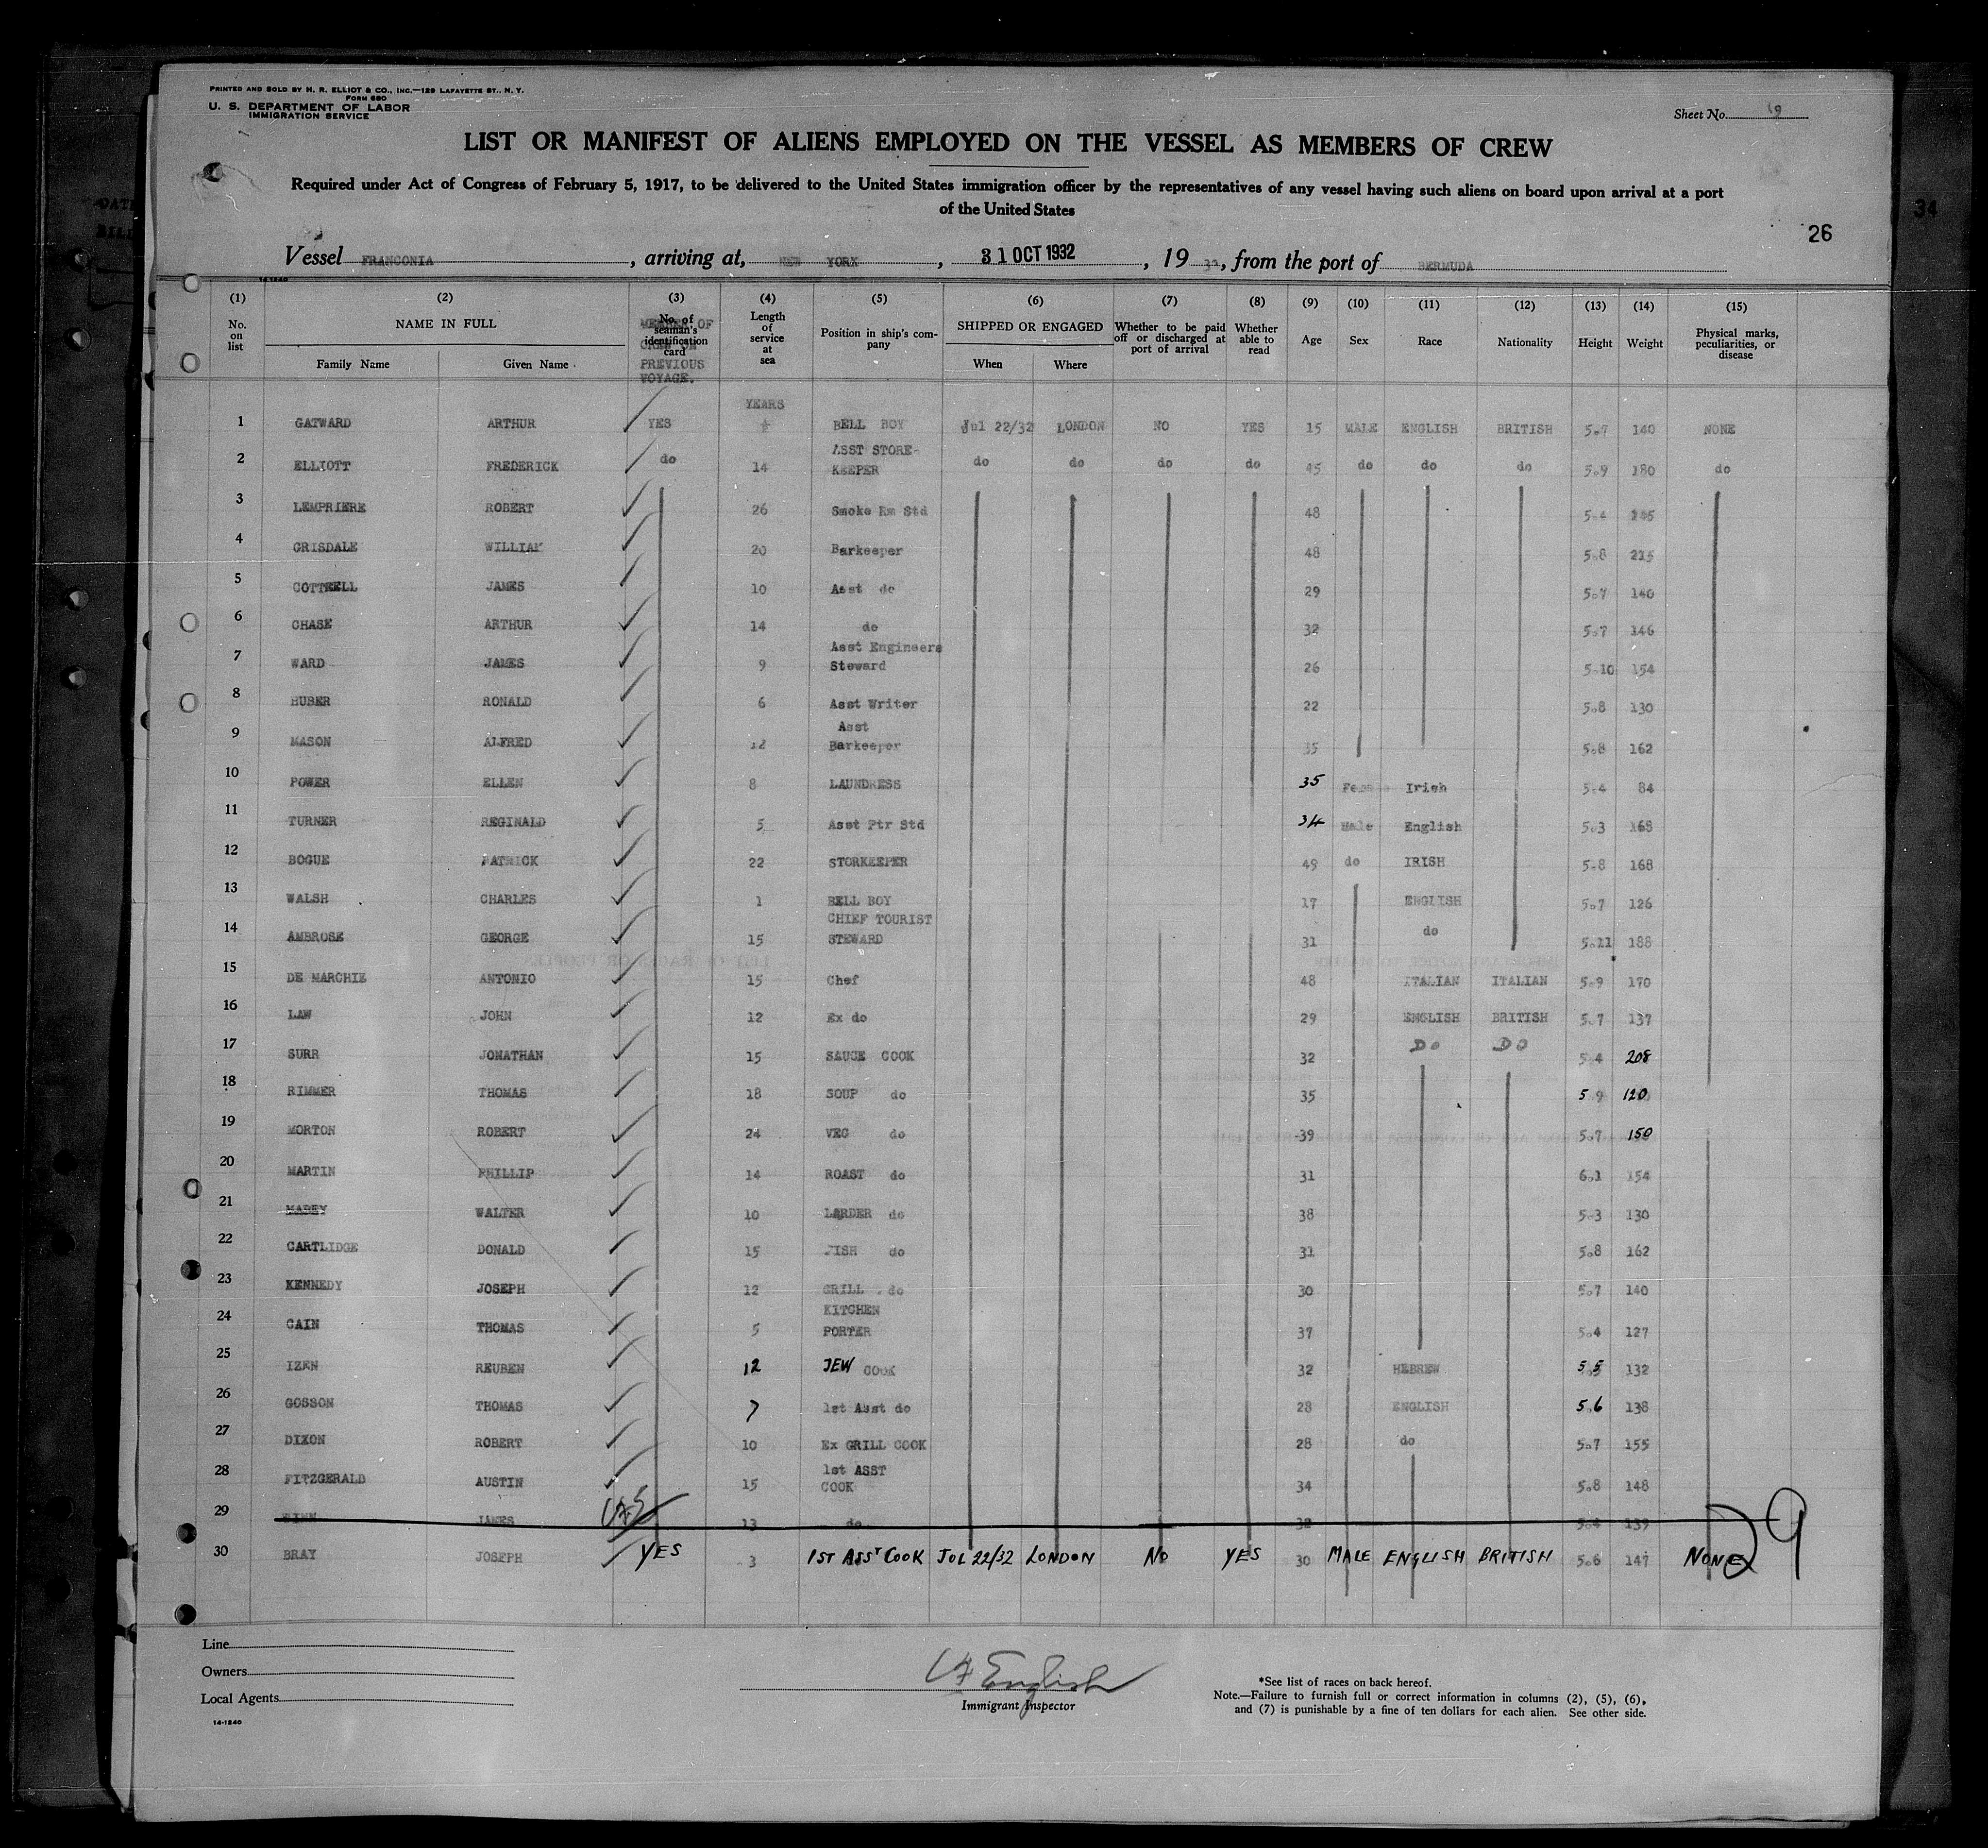 PRINTED AND SOLD BY H. R. ELLIOT & CO., INC.—129 LAFAYETTE ST., N. Y.
FORM 680
U. S. DEPARTMENT OF LABOR
IMMIGRATION SERVICE
Sheet No. 19
LIST OR MANIFEST OF ALIENS EMPLOYED ON THE VESSEL AS MEMBERS OF CREW
Required under Act of Congress of February 5, 1917, to be delivered to the United States immigration officer by the representatives of any vessel having such aliens on board upon arrival at a port
of the United States
34
26
Vessel FRANCONIA, arriving at, NEW YORK, 31 OCT 1932, 19 32, from the port of BERMUDA
14-1240
(1) (2) (3) (4) (5) (6) (7) (8) (9) (10) (11) (12) (13) (14) (15)
No. on list NAME IN FULL Family Name Given Name No. of seaman's identification card MEMBER OF CREW ON PREVIOUS VOYAGE. Length of service at sea Position in ship's company SHIPPED OR ENGAGED When Where Whether to be paid off or discharged at port of arrival Whether able to read Age Sex Race Nationality Height Weight Physical marks, peculiarities, or disease
YEARS
1 GATWARD ARTHUR YES BELL BOY Jul 22/32 LONDON NO YES 15 MALE ENGLISH BRITISH 5.7 140 NONE
2 ELLIOTT FREDERICK do 14 ASST STORE-KEEPER do do do do 45 do do do 5.9 180 do
3 LEMPRIERE ROBERT 26 Smoke Rm Std 48 5.4
4 GRISDALE WILLIAM 20 Barkeeper 48 5.8 215
5 COTTRELL JAMES 10 Asst do 29 5.7 140
6 CHASE ARTHUR 14 do 32 5.7 146
7 WARD JAMES 9 Asst Engineers Steward 26 5.10 154
8 HUBER RONALD 6 Asst Writer 22 5.8 130
9 MASON ALFRED 12 Asst Barkeeper 35 5.8 162
10 POWER ELLEN 8 LAUNDRESS 35 Fem Irish 5.4 84
11 TURNER REGINALD 5 Asst Ptr Std 34 Male English 5.3 168
12 BOGUE PATRICK 22 STORKEEPER 49 do IRISH 5.8 168
13 WALSH CHARLES 1 BELL BOY 17 ENGLISH 5.7 126
14 AMBROSE GEORGE 15 CHIEF TOURIST STEWARD 31 do 5.11 188
15 DE MARCHIE ANTONIO 15 Chef 48 ITALIAN ITALIAN 5.9 170
16 LAW JOHN 12 Ex do 29 ENGLISH BRITISH 5.7 137
17 SURR JONATHAN 15 SAUCE COOK 32 DO DO 5.4 208
18 RIMMER THOMAS 18 SOUP do 35 5 9 120
19 MORTON ROBERT 24 VEG do 39 5.7 150
20 MARTIN PHILLIP 14 ROAST do 31 6.1 154
21 MABEY WALTER 10 LARDER do 38 5.3 130
22 CARTLIDGE DONALD 15 FISH do 31 5.8 162
23 KENNEDY JOSEPH 12 GRILL do 30 5.7 140
24 CAIN THOMAS 5 KITCHEN PORTER 37 5.4 127
25 IZEN REUBEN 12 JEW COOK 32 HEBREW 5.5 132
26 GOSSON THOMAS 7 1st Asst do 28 ENGLISH 5.6 138
27 DIXON ROBERT 10 Ex GRILL COOK 28 do 5.7 155
28 FITZGERALD AUSTIN 15 1st ASST COOK 34 5.8 148
29 JAMES 13 do 32 5.4 139
30 BRAY JOSEPH YES 3 1ST ASST COOK JUL 22/32 LONDON NO YES 30 MALE ENGLISH BRITISH 5.6 147 NONE
29
Line
Owners
Local Agents
14-1240
English
Immigrant Inspector
*See list of races on back hereof.
Note.—Failure to furnish full or correct information in columns (2), (5), (6),
and (7) is punishable by a fine of ten dollars for each alien. See other side.